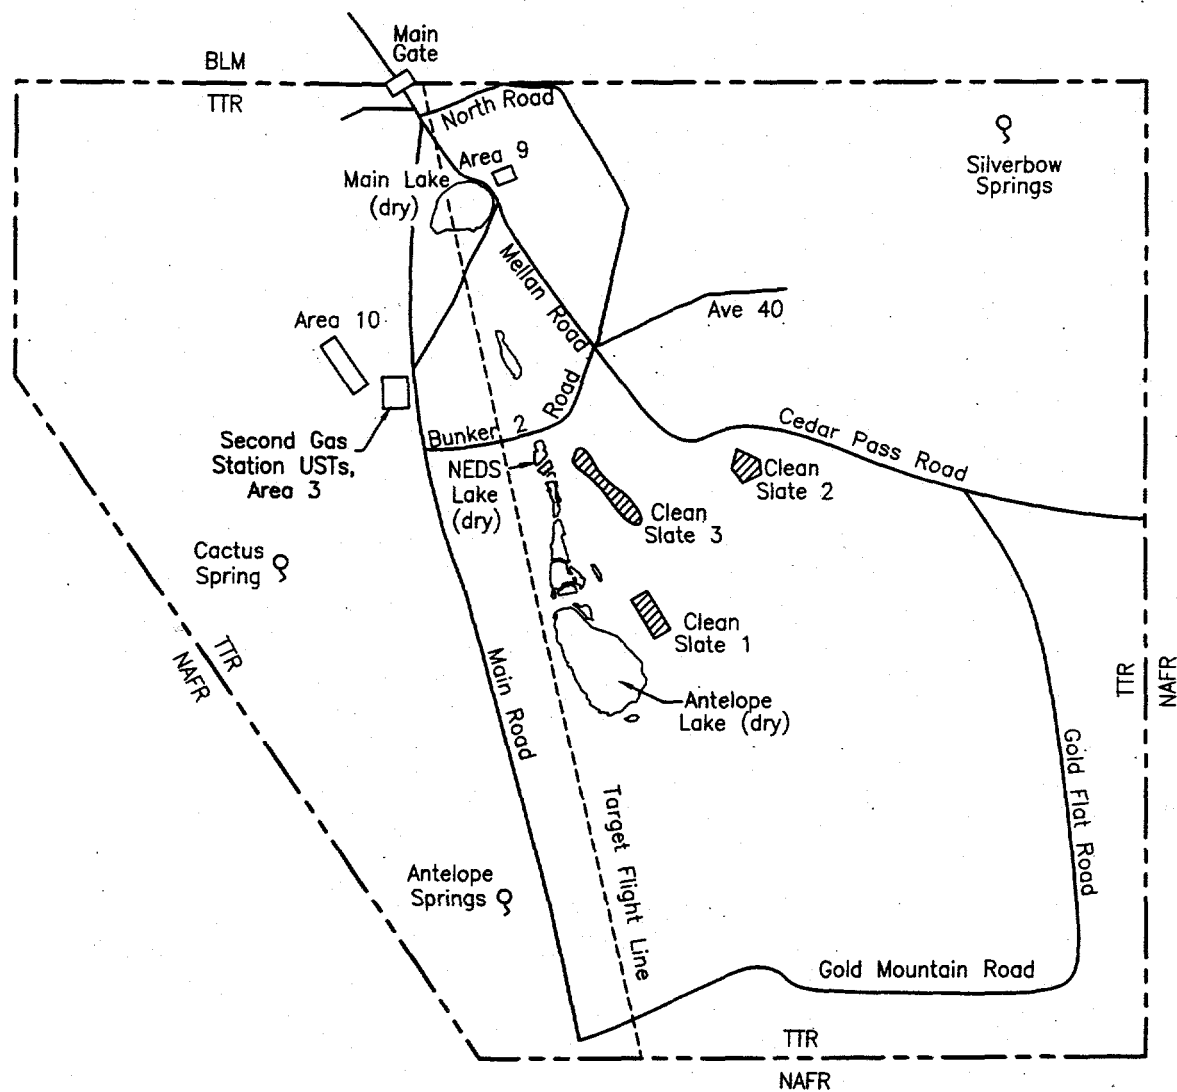 Main
Gate
BLM
TTR
North Road
Area 9
Main Lake
(dry)
Silverbow
Springs
Mellan Road
Ave 40
Area 10
Bunker 2 Road
Cedar Pass Road
Second Gas
Station USTs,
Area 3
NEDS
Lake
(dry)
Clean
Slate 2
Clean
Slate 3
Cactus
Spring
Clean
Slate 1
TTR
NAFR
TTR
NAFR
Main Road
Antelope
Lake (dry)
Gold Flat Road
Target Flight Line
Antelope
Springs
Gold Mountain Road
TTR
NAFR